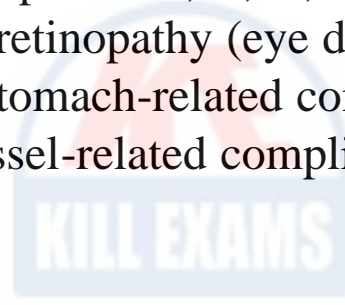 retinopathy (eye d
tomach-related co
ssel-related compli
KILL EXAMS